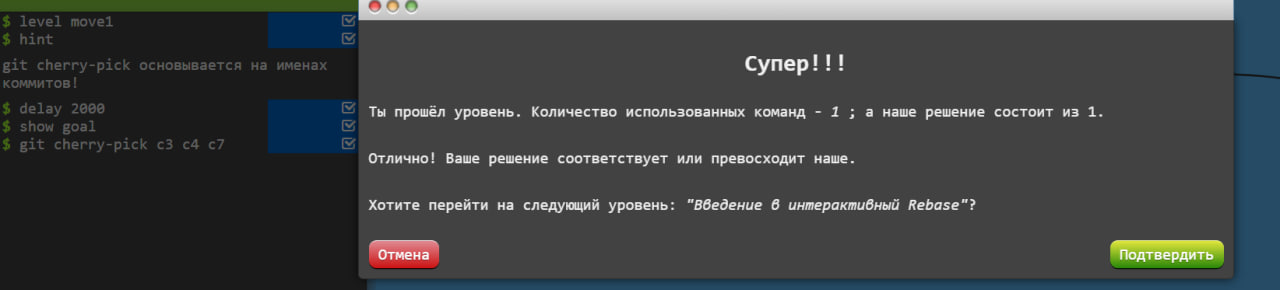 $ level move1
$ hint
git cherry-pick основывается на именах
коммитов!
$ delay 2000
$ show goal
$ git cherry-pick c3 c4 c7
Супер!!!
Ты прошёл уровень. Количество использованных команд - 1 ; а наше решение состоит из 1.
Отлично! Ваше решение соответствует или превосходит наше.
Хотите перейти на следующий уровень: "Введение в интерактивный Rebase"?
Отмена
Подтвердить